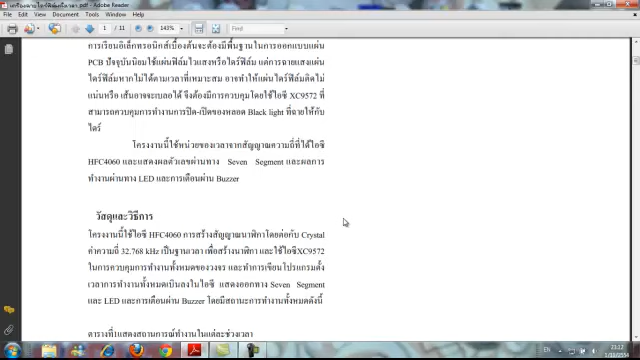 เครื่องฉายไดร์ฟิล์มตั้งเวลา.pdf - Adobe Reader
File Edit View Document Tools Window Help
1 / 11 143% Find
การเรียนอิเล็กทรอนิกส์เบื้องต้นจะต้องมีพื้นฐานในการออกแบบแผ่น
PCB ปัจจุบันนิยมใช้แผ่นฟิล์มไวแสงหรือไดร์ฟิล์ม แต่การฉายแสงแผ่น
ไดร์ฟิล์มหากไม่ได้ตามเวลาที่เหมาะสม อาจทำให้แผ่นไดร์ฟิล์มติดไม่
แน่นหรือ เส้นอาจจะเบลอได้ จึงต้องมีการควบคุมโดยใช้ไอซี XC9572 ที่
สามารถควบคุมการทำงานการปิด-เปิดของหลอด Black light ที่ฉายให้กับ
ไดร์
โครงงานนี้ใช้หน่วยของเวลาจากสัญญาณความถี่ที่ได้ไอซี
HFC4060 และแสดงผลตัวเลขผ่านทาง Seven Segment และผลการ
ทำงานผ่านทาง LED และการเตือนผ่าน Buzzer
วัสดุและวิธีการ
โครงงานนี้ใช้ไอซี HFC4060 การสร้างสัญญาณนาฬิกาโดยต่อกับ Crystal
ค่าความถี่ 32.768 kHz เป็นฐานเวลา เพื่อสร้างนาฬิกา และใช้ไอซีXC9572
ในการควบคุมการทำงานทั้งหมดของวงจร และทำการเขียนโปรแกรมตั้ง
เวลาการทำงานทั้งหมดเบิ่นลงในไอซี แสดงออกทาง Seven Segment
และ LED และการเตือนผ่าน Buzzer โดยมีสถานะการทำงานทั้งหมดดังนี้
ตารางที่แสดงสถานการณ์ทำงานในแต่ละช่วงเวลา
EN 23:12
1/10/2554